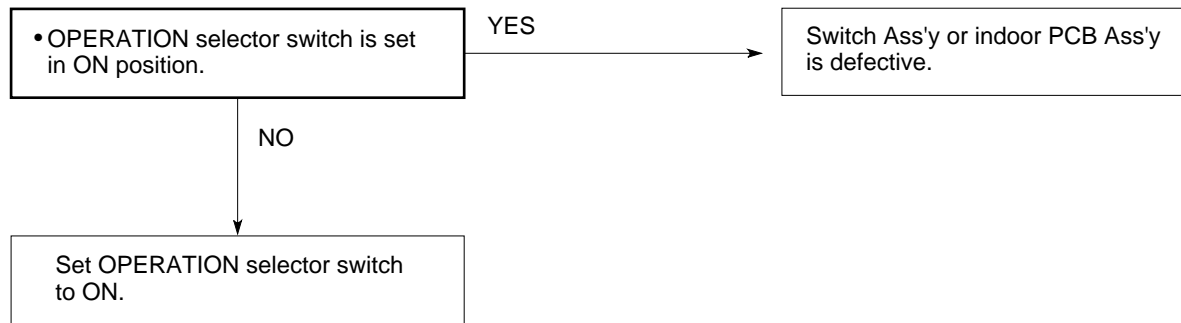 • OPERATION selector switch is set
in ON position.
YES
Switch Ass'y or indoor PCB Ass'y
is defective.
NO
Set OPERATION selector switch
to ON.